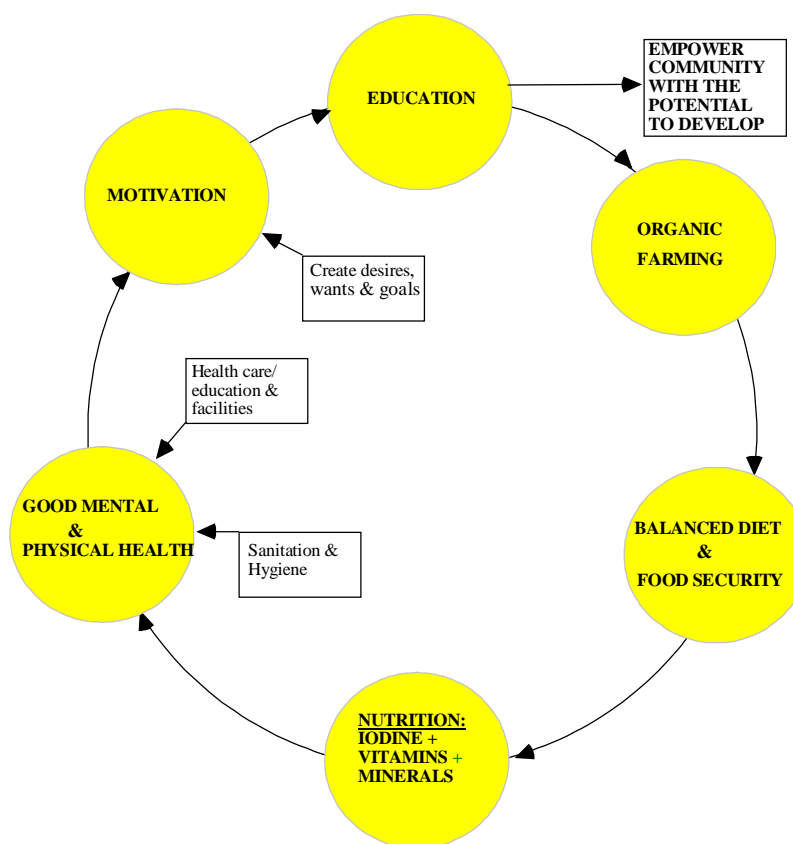 EDUCATION
EMPOWER
COMMUNITY
WITH THE
POTENTIAL
TO DEVELOP
ORGANIC
FARMING
BALANCED DIET
&
FOOD SECURITY
NUTRITION:
IODINE +
VITAMINS +
MINERALS
GOOD MENTAL
&
PHYSICAL HEALTH
Sanitation &
Hygiene
Health care/
education &
facilities
MOTIVATION
Create desires,
wants & goals